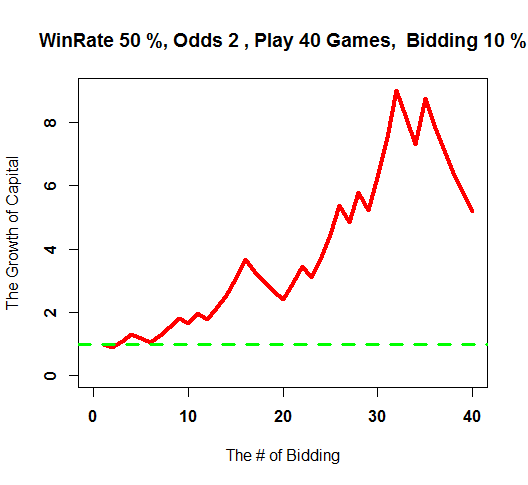 WinRate 50 %, Odds 2 , Play 40 Games,  Bidding 10 %
The Growth of Capital
8
6
4
2
0
0 10 20 30 40
The # of Bidding